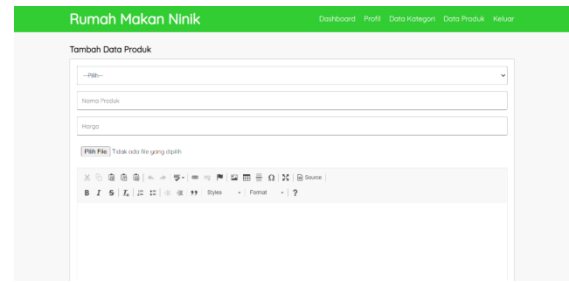 Rumah Makan Ninik
Dashboard Profil Data Kategori Data Produk Keluar
Tambah Data Produk
--Pilih--
Nama Produk
Harga
Pilih File Tidak ada file yang dipilih
Source
B I S Ix Styles Format ?